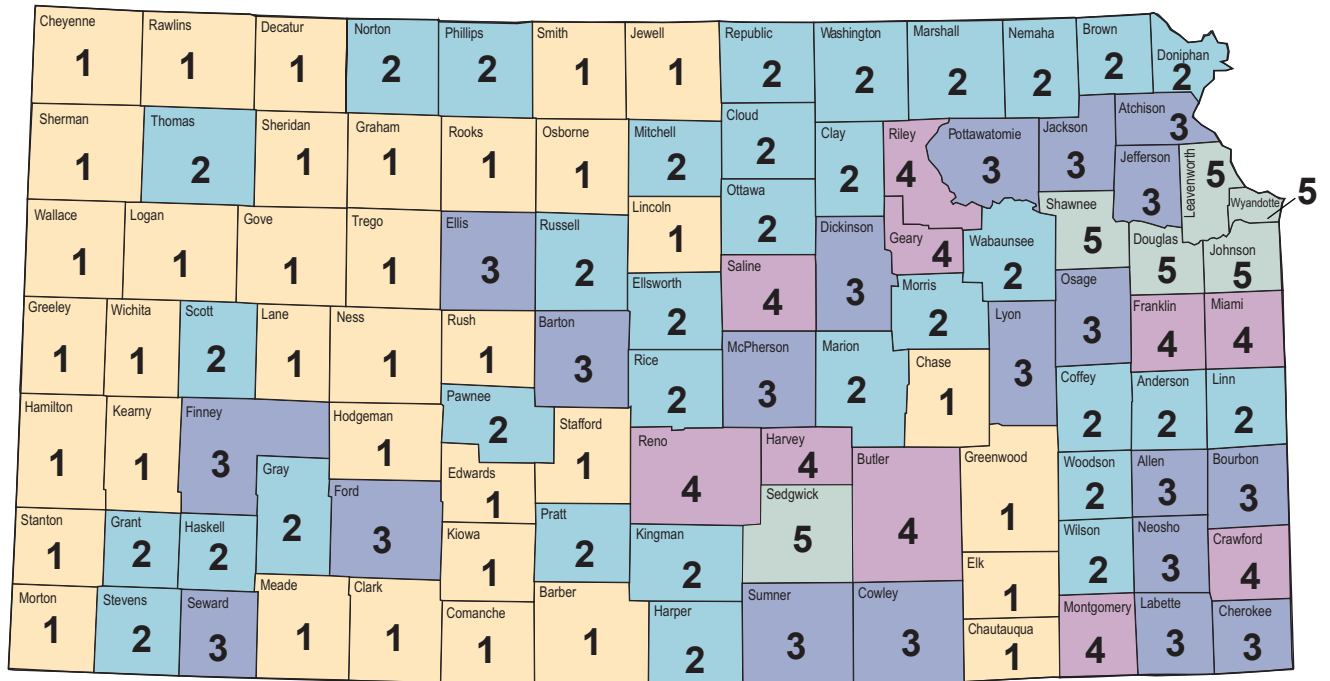 Cheyenne
1
Rawlins
1
Decatur
1
Norton
2
Phillips
2
Smith
1
Jewell
1
Republic
2
Washington
2
Marshall
2
Nemaha
2
Brown
2
Doniphan
2
Sherman
1
Thomas
2
Sheridan
1
Graham
1
Rooks
1
Osborne
1
Mitchell
2
Cloud
2
Clay
2
Riley
4
Pottawatomie
3
Jackson
3
Atchison
3
Jefferson
3
Leavenworth
5
Wyandotte
5
Wallace
1
Logan
1
Gove
1
Trego
1
Ellis
3
Russell
2
Lincoln
1
Ottawa
2
Saline
4
Dickinson
3
Geary
4
Wabaunsee
2
Shawnee
5
Douglas
5
Johnson
5
Ellsworth
2
Morris
2
Osage
3
Franklin
4
Miami
4
Greeley
1
Wichita
1
Scott
2
Lane
1
Ness
1
Rush
1
Barton
3
Rice
2
McPherson
3
Marion
2
Chase
1
Lyon
3
Coffey
2
Anderson
2
Linn
2
Hamilton
1
Kearny
1
Finney
3
Hodgeman
1
Pawnee
2
Stafford
1
Reno
4
Harvey
4
Butler
4
Greenwood
1
Woodson
2
Allen
3
Bourbon
3
Gray
2
Ford
3
Edwards
1
Sedgwick
5
Stanton
1
Grant
2
Haskell
2
Kiowa
1
Pratt
2
Kingman
2
Elk
1
Wilson
2
Neosho
3
Crawford
4
Morton
1
Stevens
2
Seward
3
Meade
1
Clark
1
Comanche
1
Barber
1
Harper
2
Sumner
3
Cowley
3
Chautauqua
1
Montgomery
4
Labette
3
Cherokee
3